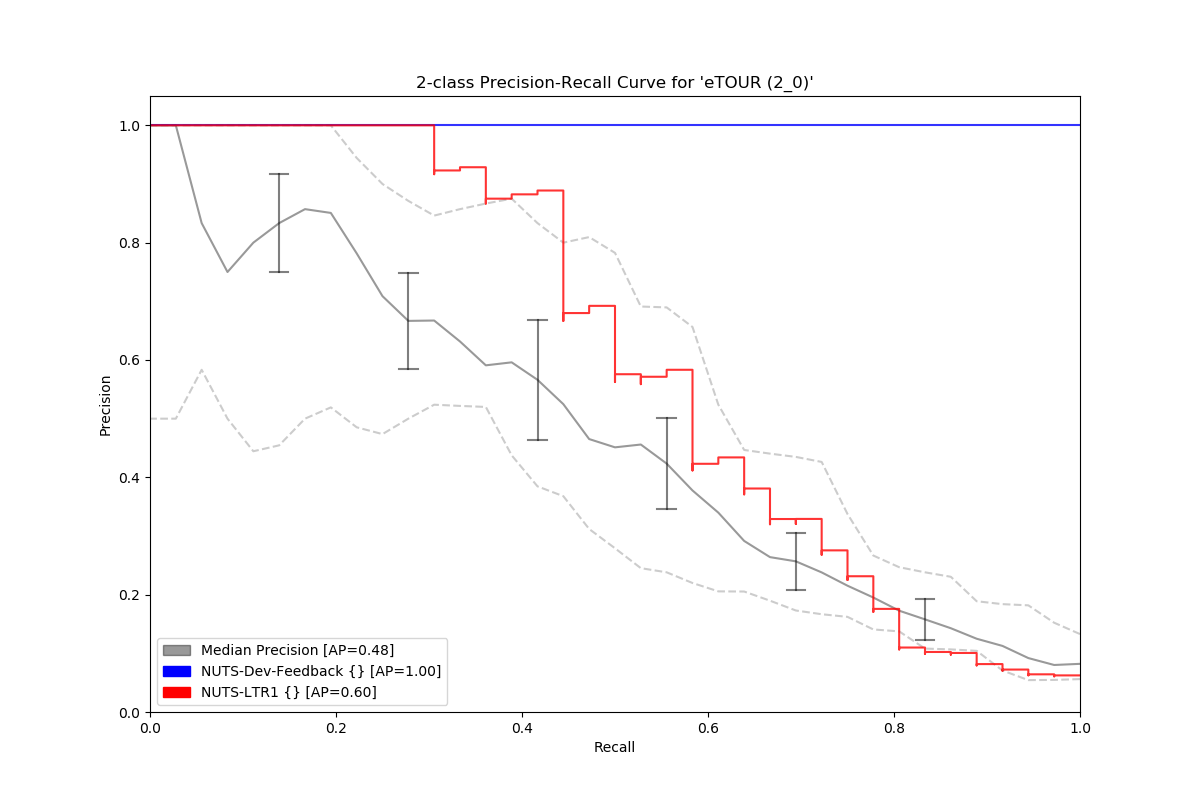 2-class Precision-Recall Curve for 'eTOUR (2_0)'
1.0
0.8
0.6
0.4
0.2
0.0
Precision
Median Precision [AP=0.48]
NUTS-Dev-Feedback {} [AP=1.00]
NUTS-LTR1 {} [AP=0.60]
0.0 0.2 0.4 0.6 0.8 1.0
Recall